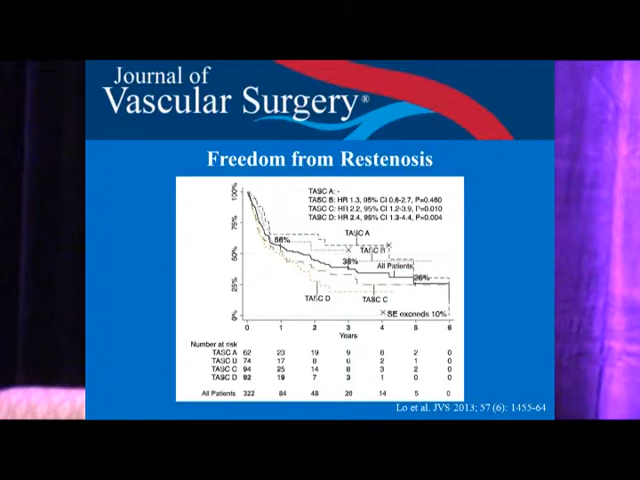 Journal of
Vascular Surgery®
Freedom from Restenosis
TASC A: -
TASC B: HR 1.3, 95% CI 0.6-2.7, P=0.460
TASC C: HR 2.2, 95% CI 1.2-3.9, P=0.010
TASC D: HR 2.4, 95% CI 1.3-4.4, P=0.004
100%
75%
50%
25%
0%
56%
TASC A
TASC B
38%
All Patients
26%
TASC D
TASC C
SE exceeds 10%
0 1 2 3 4 5 6
Years
Number at risk
TASC A 62 23 19 9 8 2 0
TASC B 74 17 8 6 2 1 0
TASC C 94 25 14 8 3 2 0
TASC D 92 19 7 3 1 0 0
All Patients 322 84 48 26 14 5 0
Lo et al. JVS 2013; 57 (6): 1455-64